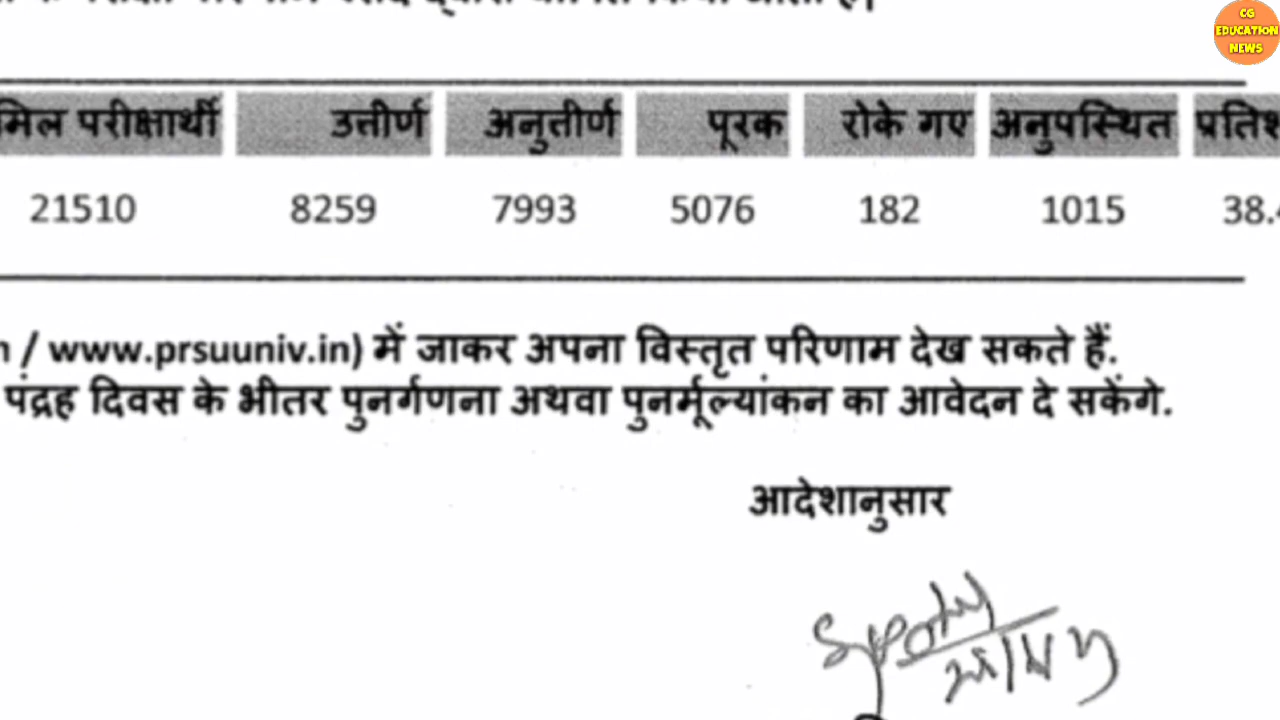 CG
EDUCATION
NEWS
परीक्षार्थी उत्तीर्ण अनुतीर्ण पूरक रोके गए अनुपस्थित
21510 8259 7993 5076 182 1015 38.
/ www.prsuuniv.in) में जाकर अपना विस्तृत परिणाम देख सकते हैं.
पंद्रह दिवस के भीतर पुनर्गणना अथवा पुनर्मूल्यांकन का आवेदन दे सकेंगे.
आदेशानुसार